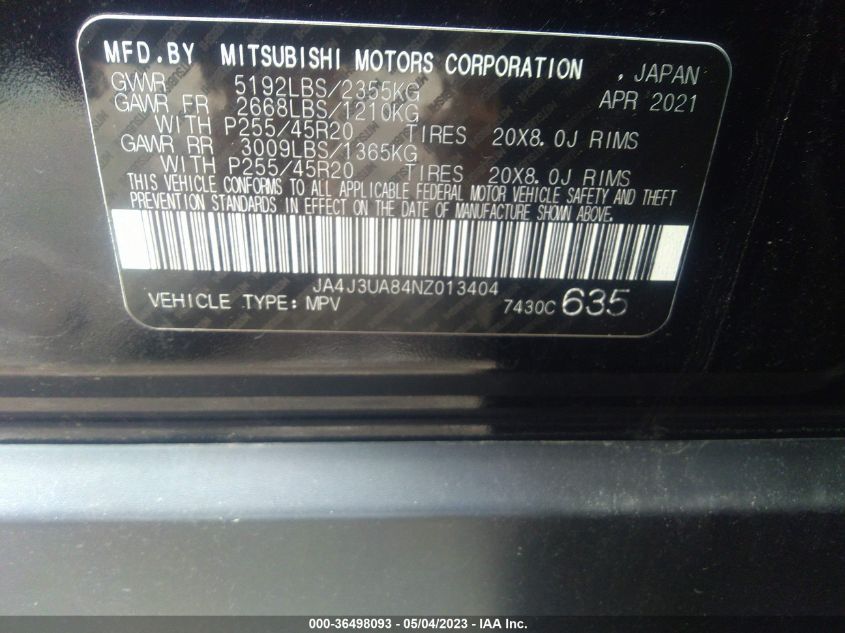 MFD.BY MITSUBISHI MOTORS CORPORATION , JAPAN
GVWR 5192LBS/2355KG APR 2021
GAWR FR 2668LBS/1210KG
WITH P255/45R20 TIRES 20X8.0J RIMS
GAWR RR 3009LBS/1365KG
WITH P255/45R20 TIRES 20X8.0J RIMS
THIS VEHICLE CONFORMS TO ALL APPLICABLE FEDERAL MOTOR VEHICLE SAFETY AND THEFT
PREVENTION STANDARDS IN EFFECT ON THE DATE OF MANUFACTURE SHOWN ABOVE.
JA4J3UA84NZ013404
VEHICLE TYPE: MPV 7430C 635
000-36498093 - 05/04/2023 - IAA Inc.